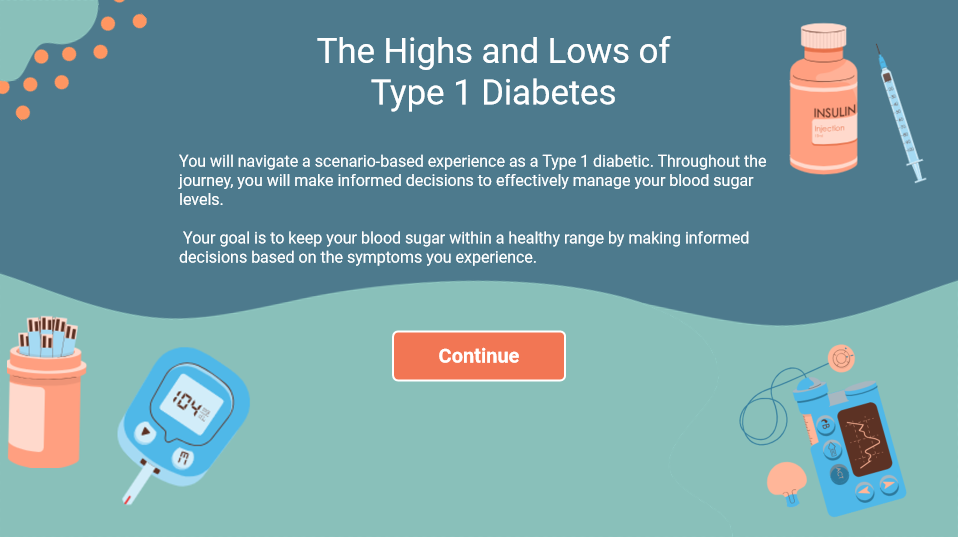 The Highs and Lows of
Type 1 Diabetes
INSULIN
Injection
You will navigate a scenario-based experience as a Type 1 diabetic. Throughout the
journey, you will make informed decisions to effectively manage your blood sugar
levels.
Your goal is to keep your blood sugar within a healthy range by making informed
decisions based on the symptoms you experience.
Continue
104